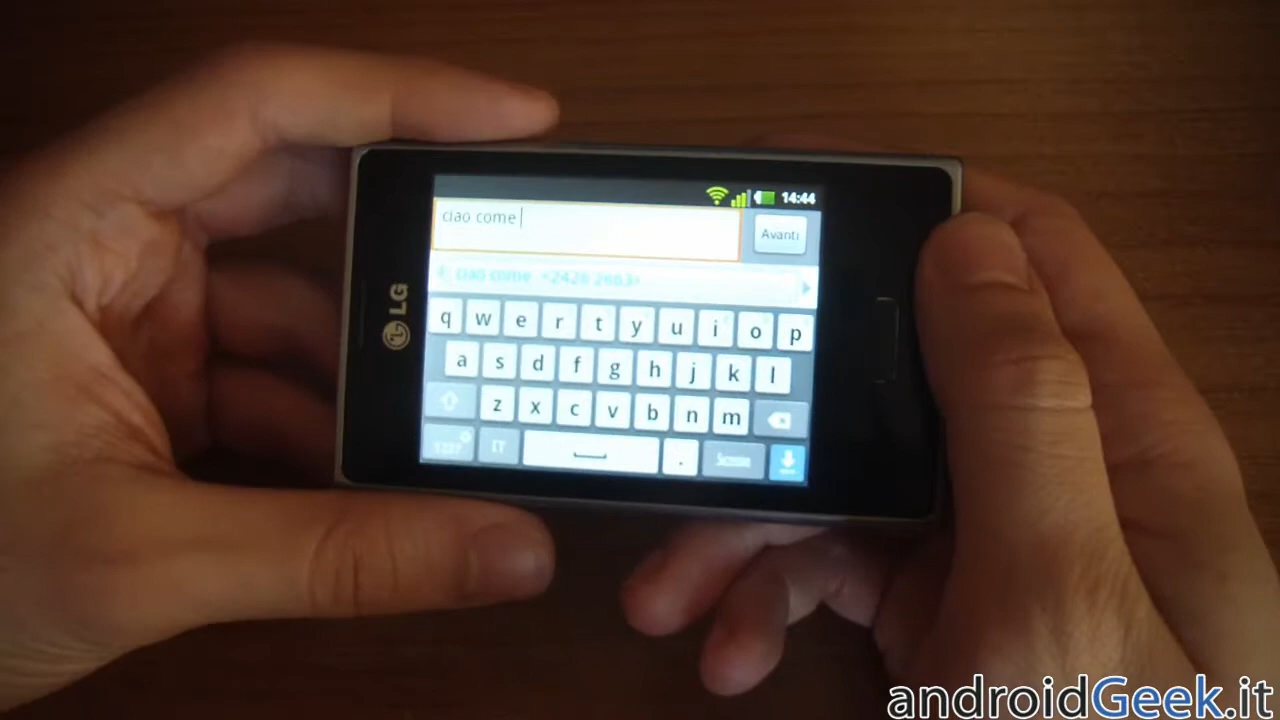 14:44
ciao come
Avanti
ciao come
q w e r t y u i o p
a s d f g h j k l
z x c v b n m
IT .
LG
androidGeek.it